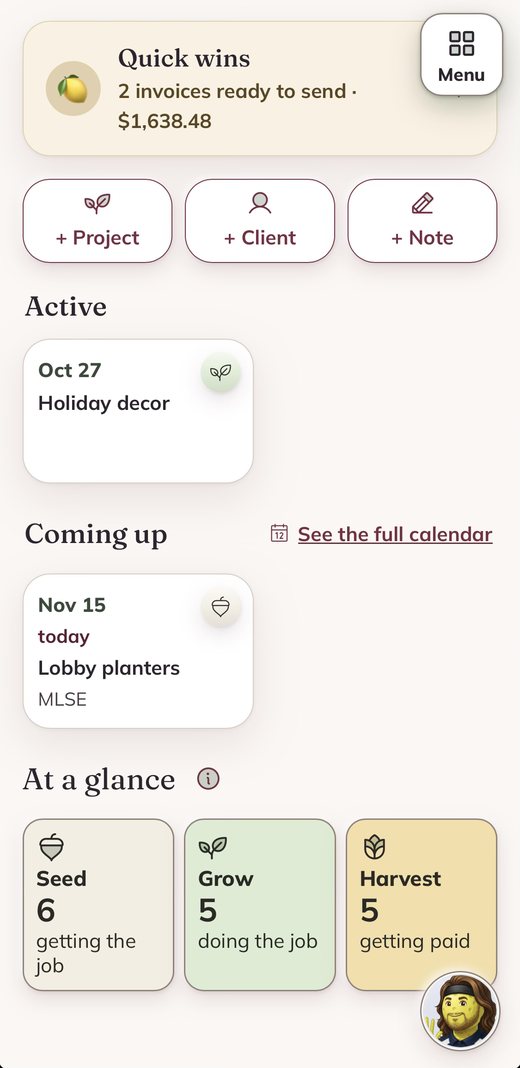 Quick wins
2 invoices ready to send ·
$1,638.48
Menu
+ Project
+ Client
+ Note
Active
Oct 27
Holiday decor
Coming up
12
See the full calendar
Nov 15
today
Lobby planters
MLSE
At a glance
i
Seed
6
getting the
job
Grow
5
doing the job
Harvest
5
getting paid